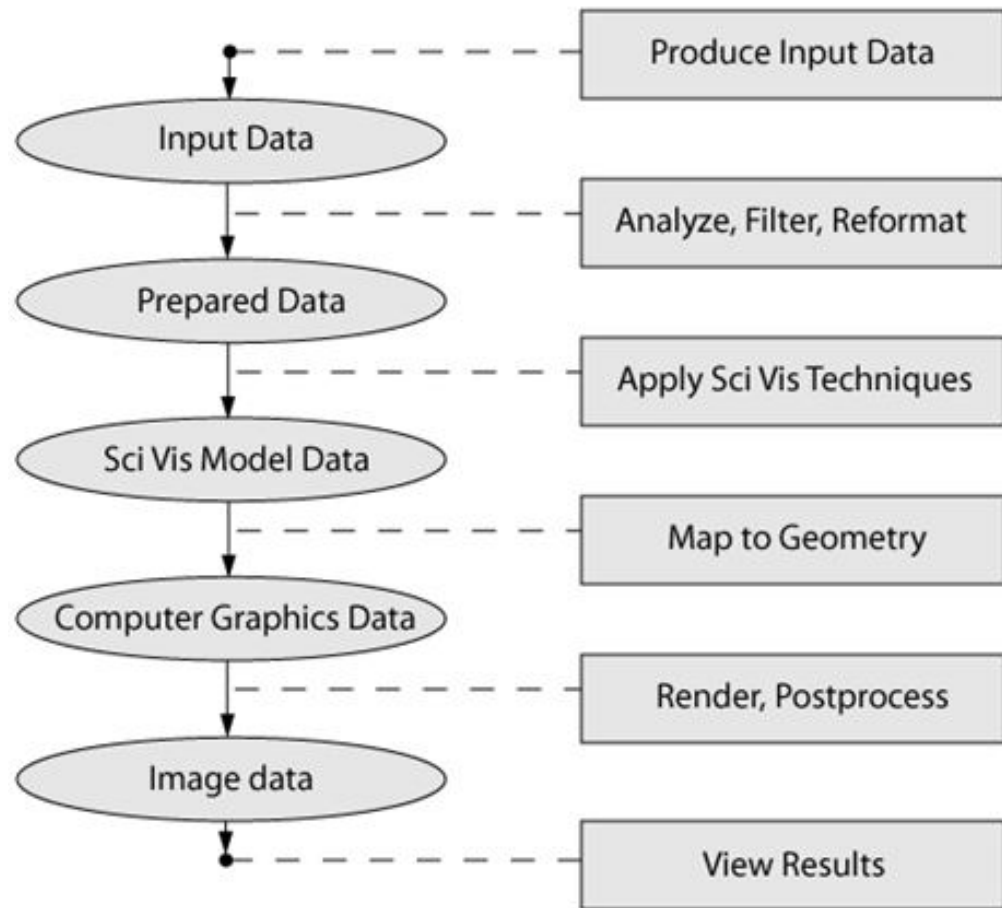 Produce Input Data
Input Data
Analyze, Filter, Reformat
Prepared Data
Apply Sci Vis Techniques
Sci Vis Model Data
Map to Geometry
Computer Graphics Data
Render, Postprocess
Image data
View Results